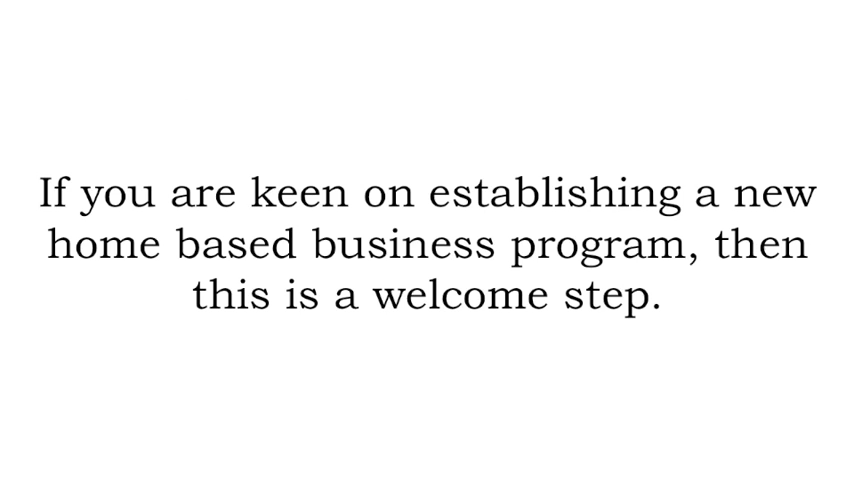 If you are keen on establishing a new
home based business program, then
this is a welcome step.